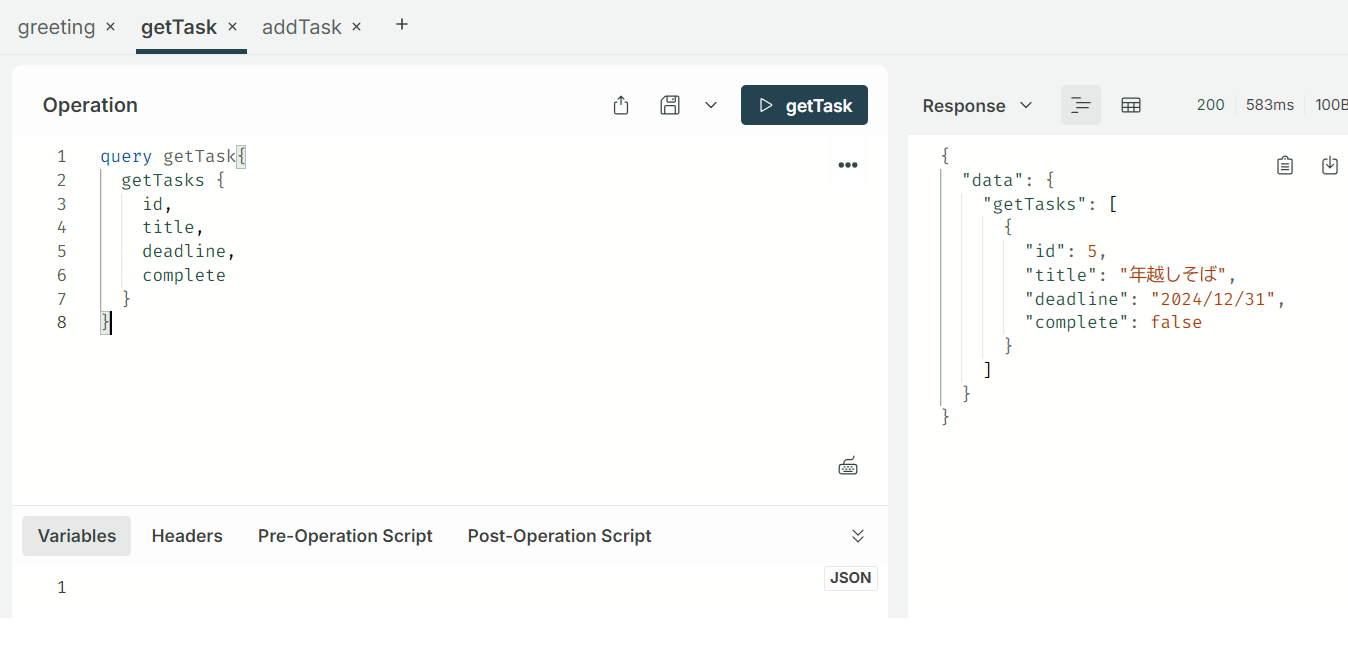 greeting × getTask × addTask × +
Operation
getTask
1 query getTask{
2 getTasks {
3 id,
4 title,
5 deadline,
6 complete
7 }
8 }
Variables Headers Pre-Operation Script Post-Operation Script
JSON
1
Response 200 583ms 100B
{
"data": {
"getTasks": [
{
"id": 5,
"title": "年越しそば",
"deadline": "2024/12/31",
"complete": false
}
]
}
}